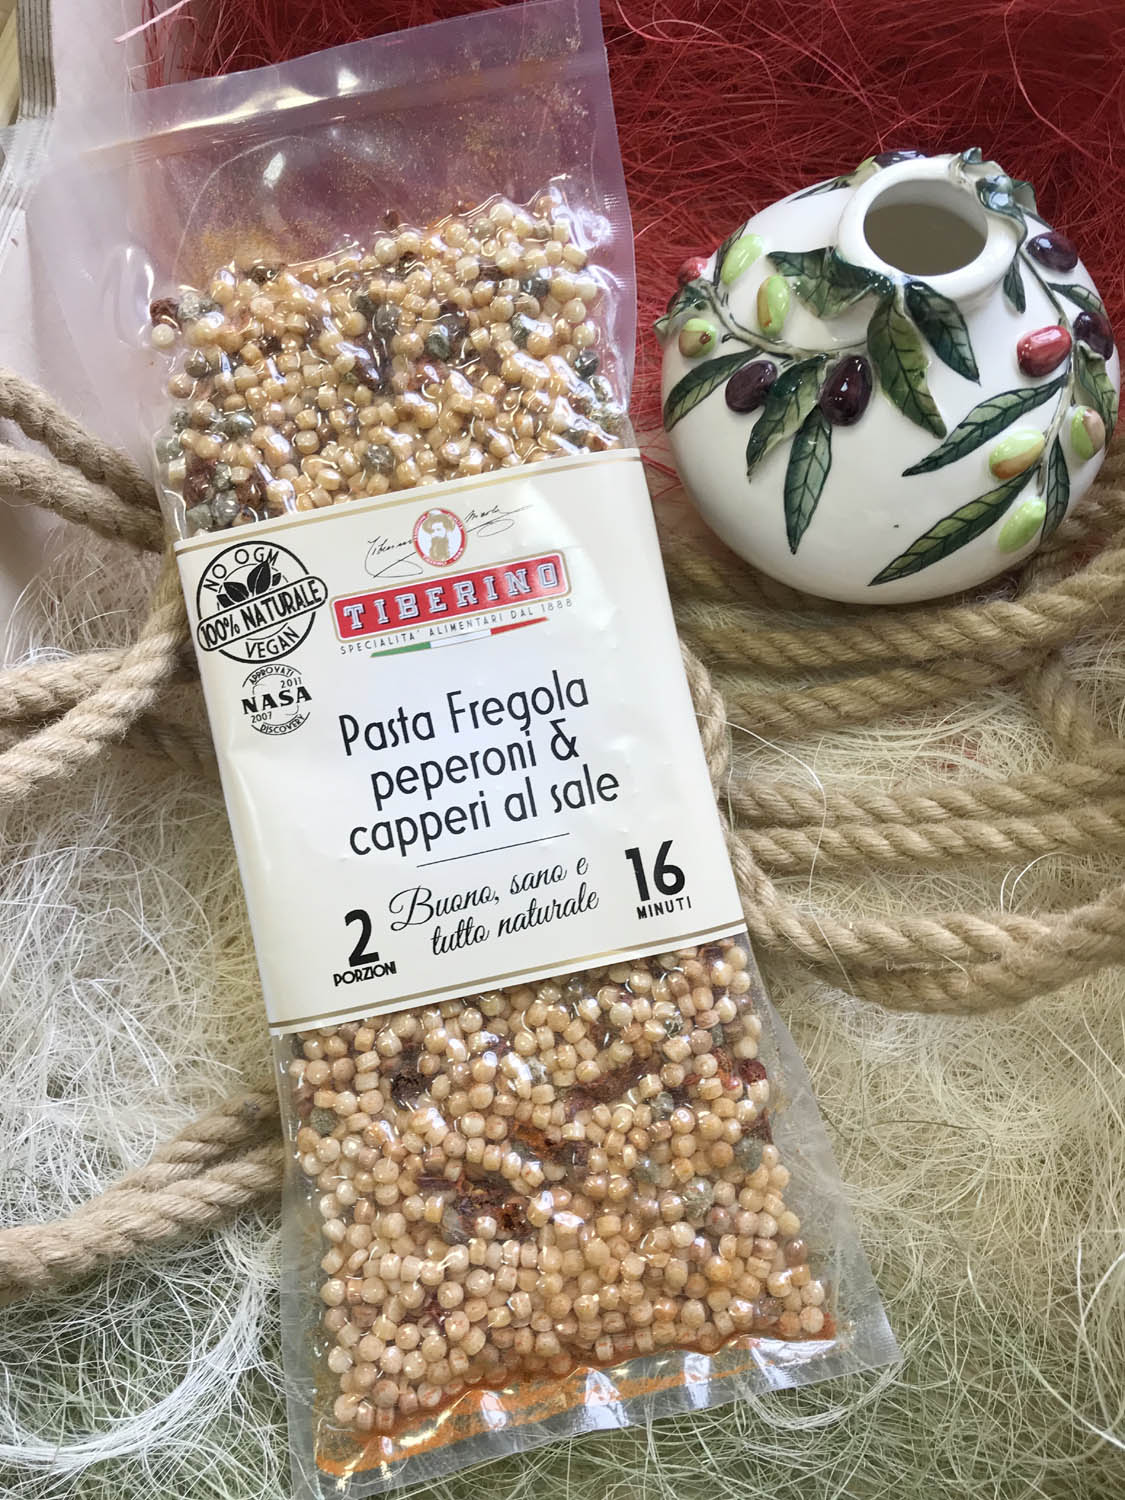 NO OGM
100% NATURALE
VEGAN
APPROVATI
2011
NASA
2007
DISCOVERY
TIBERINO
SPECIALITA' ALIMENTARI DAL 1888
Pasta Fregola
peperoni &
capperi al sale
Buono, sano e
tutto naturale
2
PORZIONI
16
MINUTI